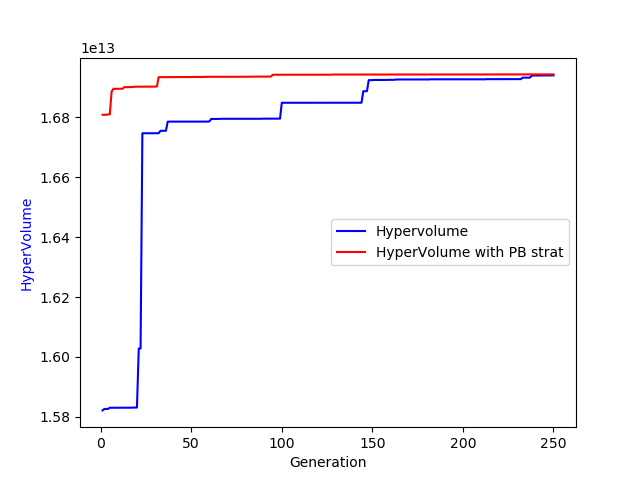 1e13
1.68
1.66
1.64
1.62
1.60
1.58
HyperVolume
Hypervolume
HyperVolume with PB strat
0 50 100 150 200 250
Generation